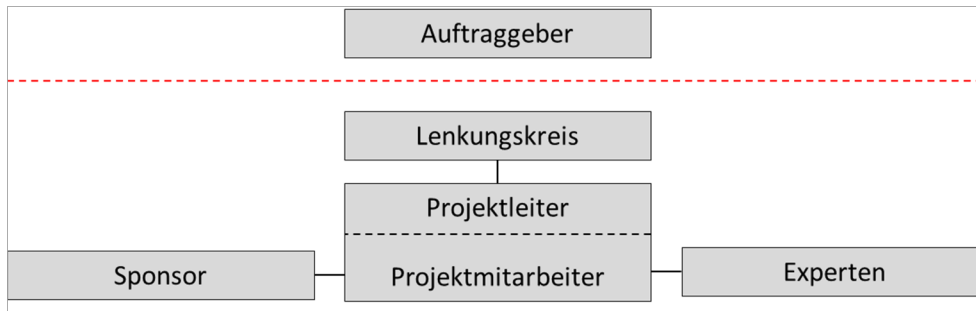 Auftraggeber
Lenkungskreis
Projektleiter
Sponsor
Projektmitarbeiter
Experten